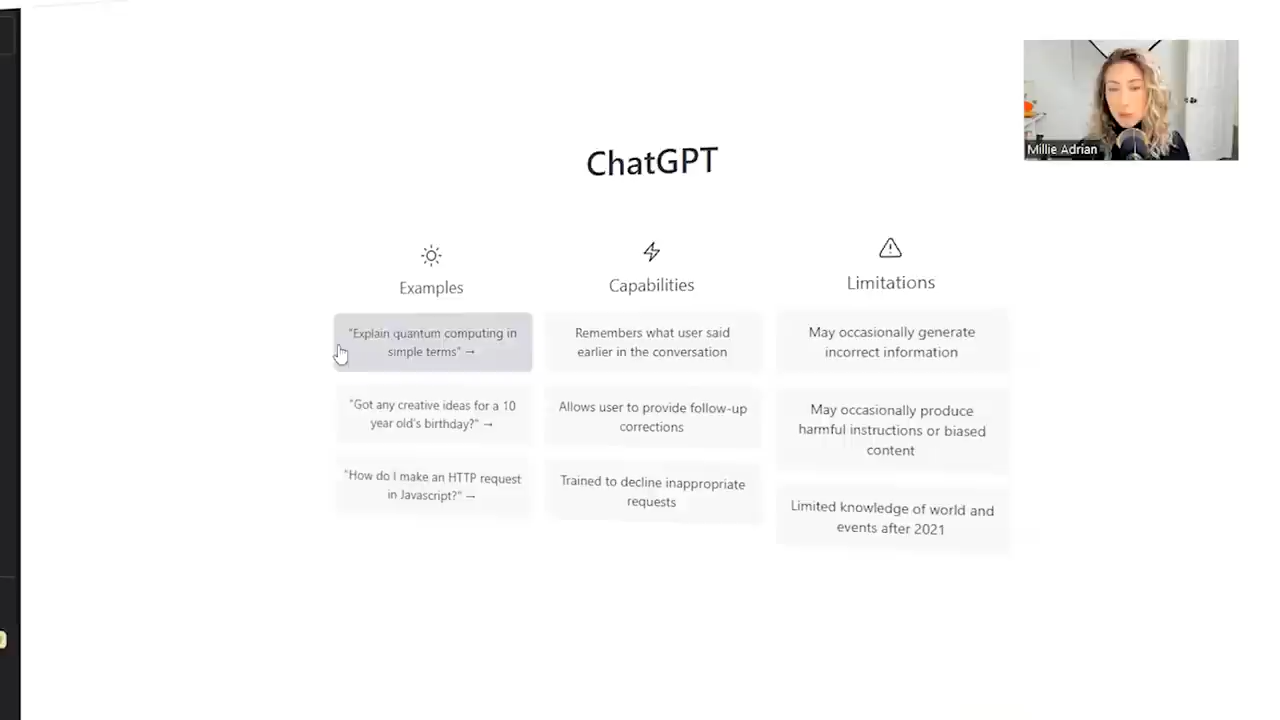 Millie Adrian
ChatGPT
Examples
"Explain quantum computing in
simple terms" →
"Got any creative ideas for a 10
year old's birthday?" →
"How do I make an HTTP request
in Javascript?" →
Capabilities
Remembers what user said
earlier in the conversation
Allows user to provide follow-up
corrections
Trained to decline inappropriate
requests
Limitations
May occasionally generate
incorrect information
May occasionally produce
harmful instructions or biased
content
Limited knowledge of world and
events after 2021